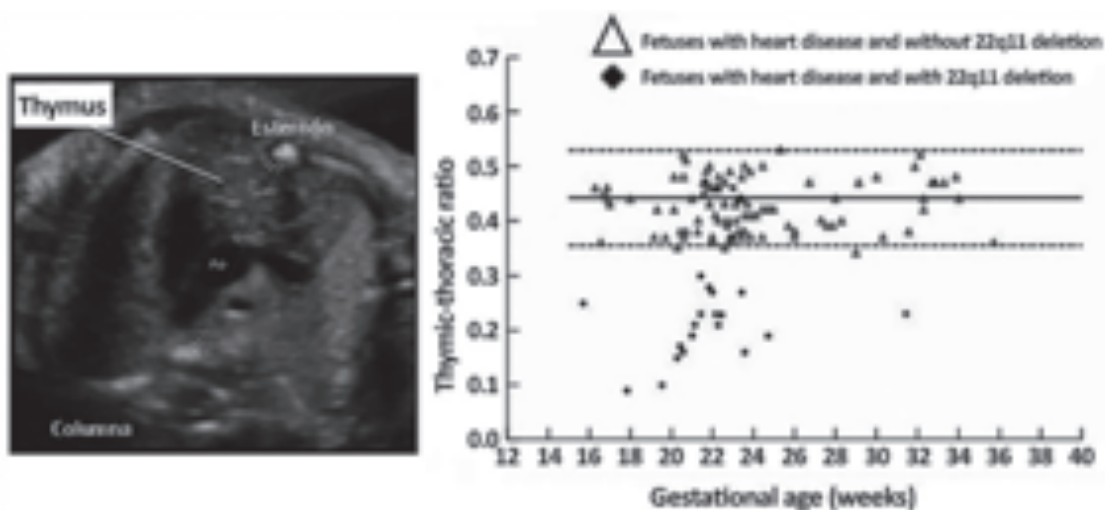 Thymus
Esternón
Ao
Columna
△ Fetuses with heart disease and without 22q11 deletion
◆ Fetuses with heart disease and with 22q11 deletion
Thymic-thoracic ratio
0.7
0.6
0.5
0.4
0.3
0.2
0.1
0.0
12 14 16 18 20 22 24 26 28 30 32 34 36 38 40
Gestational age (weeks)